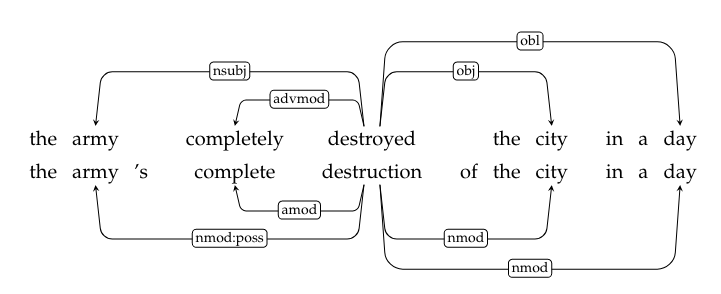 obl
nsubj obj
advmod
the army completely destroyed the city in a day
the army 's complete destruction of the city in a day
amod
nmod:poss nmod
nmod